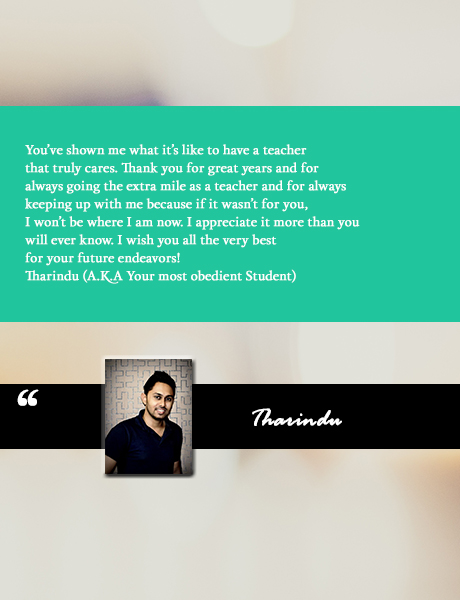 You've shown me what it's like to have a teacher
that truly cares. Thank you for great years and for
always going the extra mile as a teacher and for always
keeping up with me because if it wasn't for you,
I won't be where I am now. I appreciate it more than you
will ever know. I wish you all the very best
for your future endeavors!
Tharindu (A.K.A Your most obedient Student)
“
Tharindu